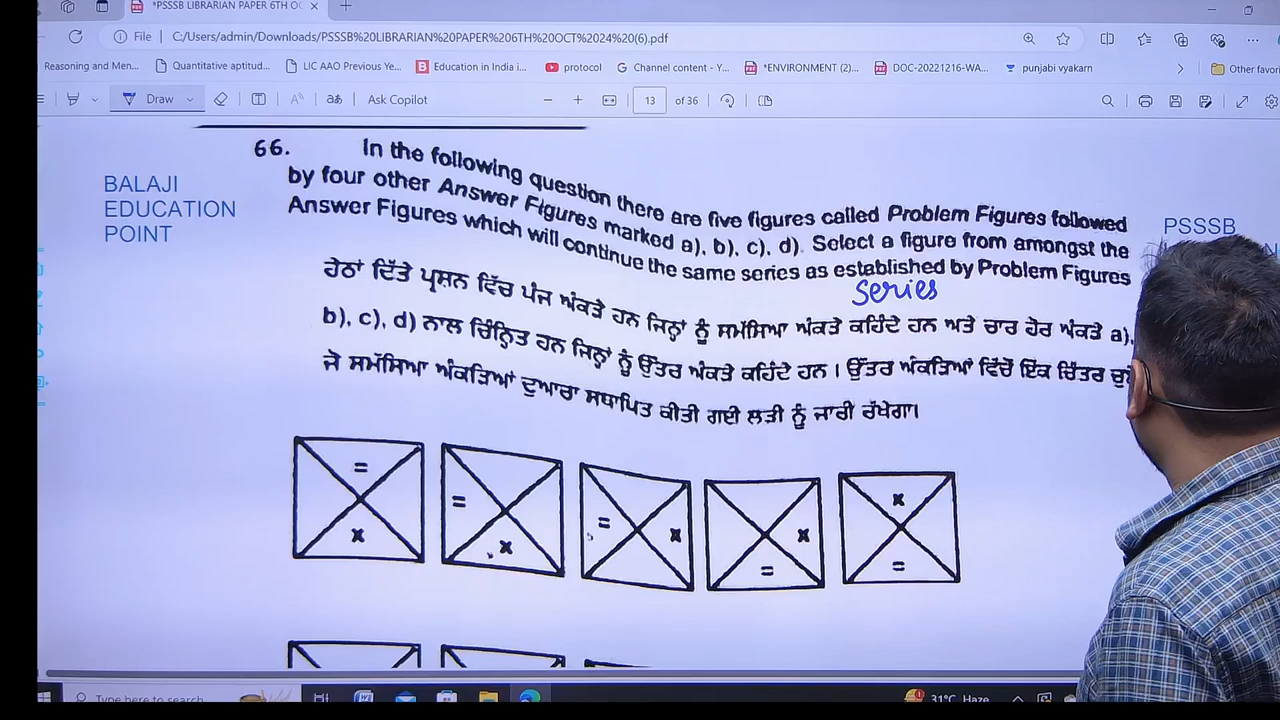 *PSSSB LIBRARIAN PAPER 6TH OC
File C:/Users/admin/Downloads/PSSSB%20LIBRARIAN%20PAPER%206TH%20OCT%2024%20(6).pdf
Reasoning and Men... Quantitative aptitud... LIC AAO Previous Ye... Education in India i... protocol Channel content - Y... *ENVIRONMENT (2)... DOC-20221216-WA... punjabi vyakarn Other favori
Draw Ask Copilot 13 of 36
BALAJI
EDUCATION
POINT
PSSSB
66. In the following question there are five figures called Problem Figures followed
by four other Answer Figures marked a), b), c), d). Select a figure from amongst the
Answer Figures which will continue the same series as established by Problem Figures
series
ਹੇਠਾਂ ਦਿੱਤੇ ਪ੍ਰਸ਼ਨ ਵਿੱਚ ਪੰਜ ਅੰਕੜੇ ਹਨ ਜਿਨ੍ਹਾਂ ਨੂੰ ਸਮੱਸਿਆ ਅੰਕੜੇ ਕਹਿੰਦੇ ਹਨ ਅਤੇ ਚਾਰ ਹੋਰ ਅੰਕੜੇ a),
b), c), d) ਨਾਲ ਚਿੰਨ੍ਹਿਤ ਹਨ ਜਿਨ੍ਹਾਂ ਨੂੰ ਉੱਤਰ ਅੰਕੜੇ ਕਹਿੰਦੇ ਹਨ। ਉੱਤਰ ਅੰਕੜਿਆਂ ਵਿੱਚੋਂ ਇੱਕ ਚਿੱਤਰ
ਜੋ ਸਮੱਸਿਆ ਅੰਕੜਿਆਂ ਦੁਆਰਾ ਸਥਾਪਿਤ ਕੀਤੀ ਗਈ ਲੜੀ ਨੂੰ ਜਾਰੀ ਰੱਖੇਗਾ।
= = = x x
x x x = =
Type here to search 31°C Haze